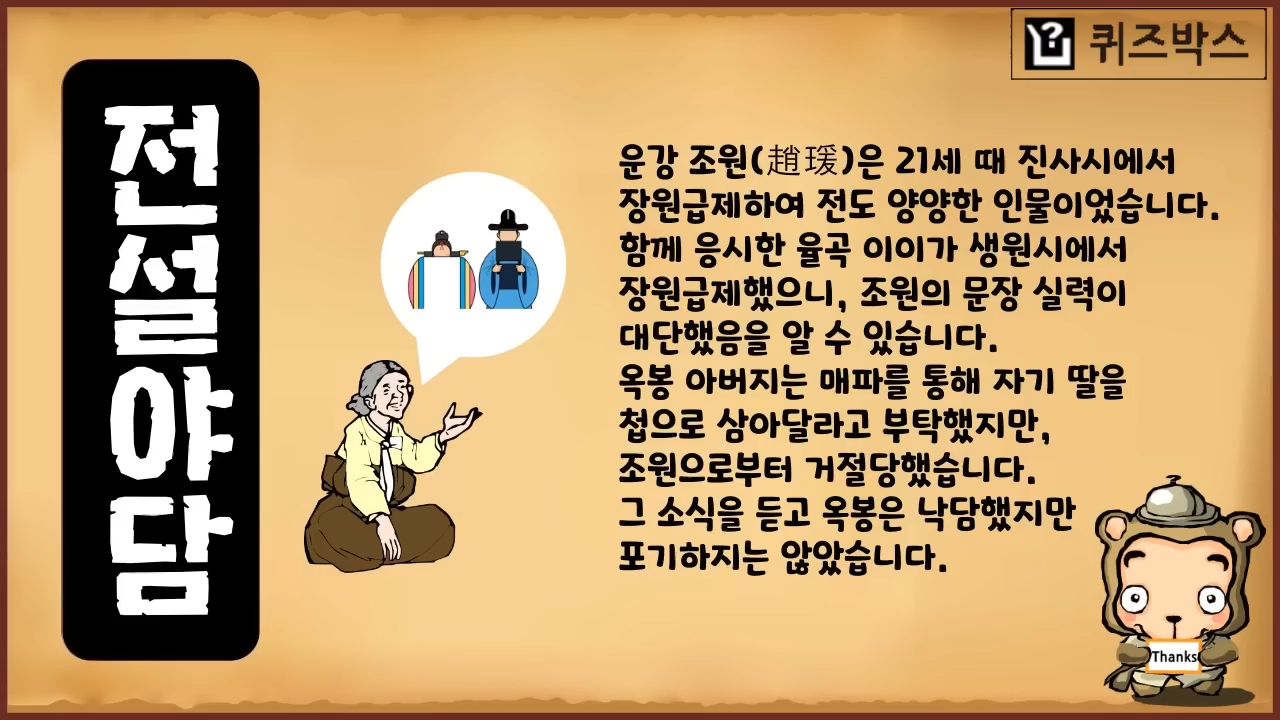 퀴즈박스
전설야담
운강 조원(趙瑗)은 21세 때 진사시에서
장원급제하여 전도 양양한 인물이었습니다.
함께 응시한 율곡 이이가 생원시에서
장원급제했으니, 조원의 문장 실력이
대단했음을 알 수 있습니다.
옥봉 아버지는 매파를 통해 자기 딸을
첩으로 삼아달라고 부탁했지만,
조원으로부터 거절당했습니다.
그 소식을 듣고 옥봉은 낙담했지만
포기하지는 않았습니다.
Thanks